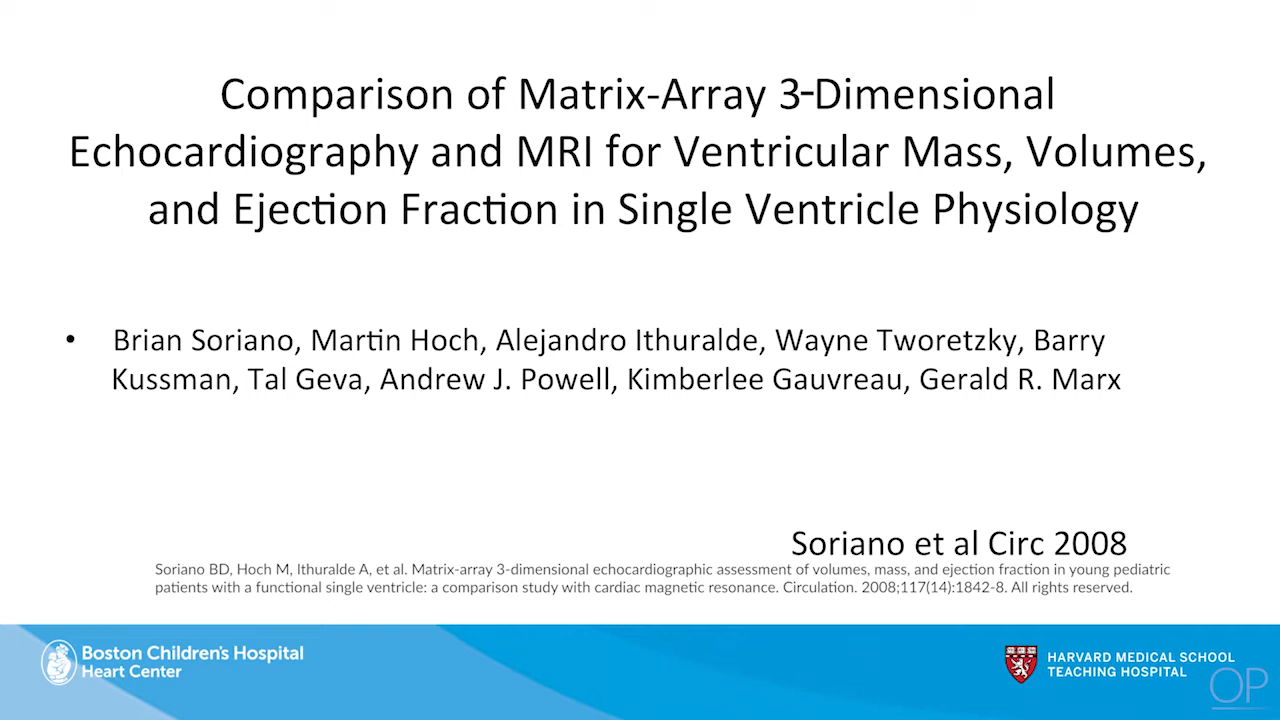 Comparison of Matrix-Array 3-Dimensional
Echocardiography and MRI for Ventricular Mass, Volumes,
and Ejection Fraction in Single Ventricle Physiology
• Brian Soriano, Martin Hoch, Alejandro Ithuralde, Wayne Tworetzky, Barry
Kussman, Tal Geva, Andrew J. Powell, Kimberlee Gauvreau, Gerald R. Marx
Soriano et al Circ 2008
Soriano BD, Hoch M, Ithuralde A, et al. Matrix-array 3-dimensional echocardiographic assessment of volumes, mass, and ejection fraction in young pediatric
patients with a functional single ventricle: a comparison study with cardiac magnetic resonance. Circulation. 2008;117(14):1842-8. All rights reserved.
Boston Children's Hospital
Heart Center
HARVARD MEDICAL SCHOOL
TEACHING HOSPITAL
OP